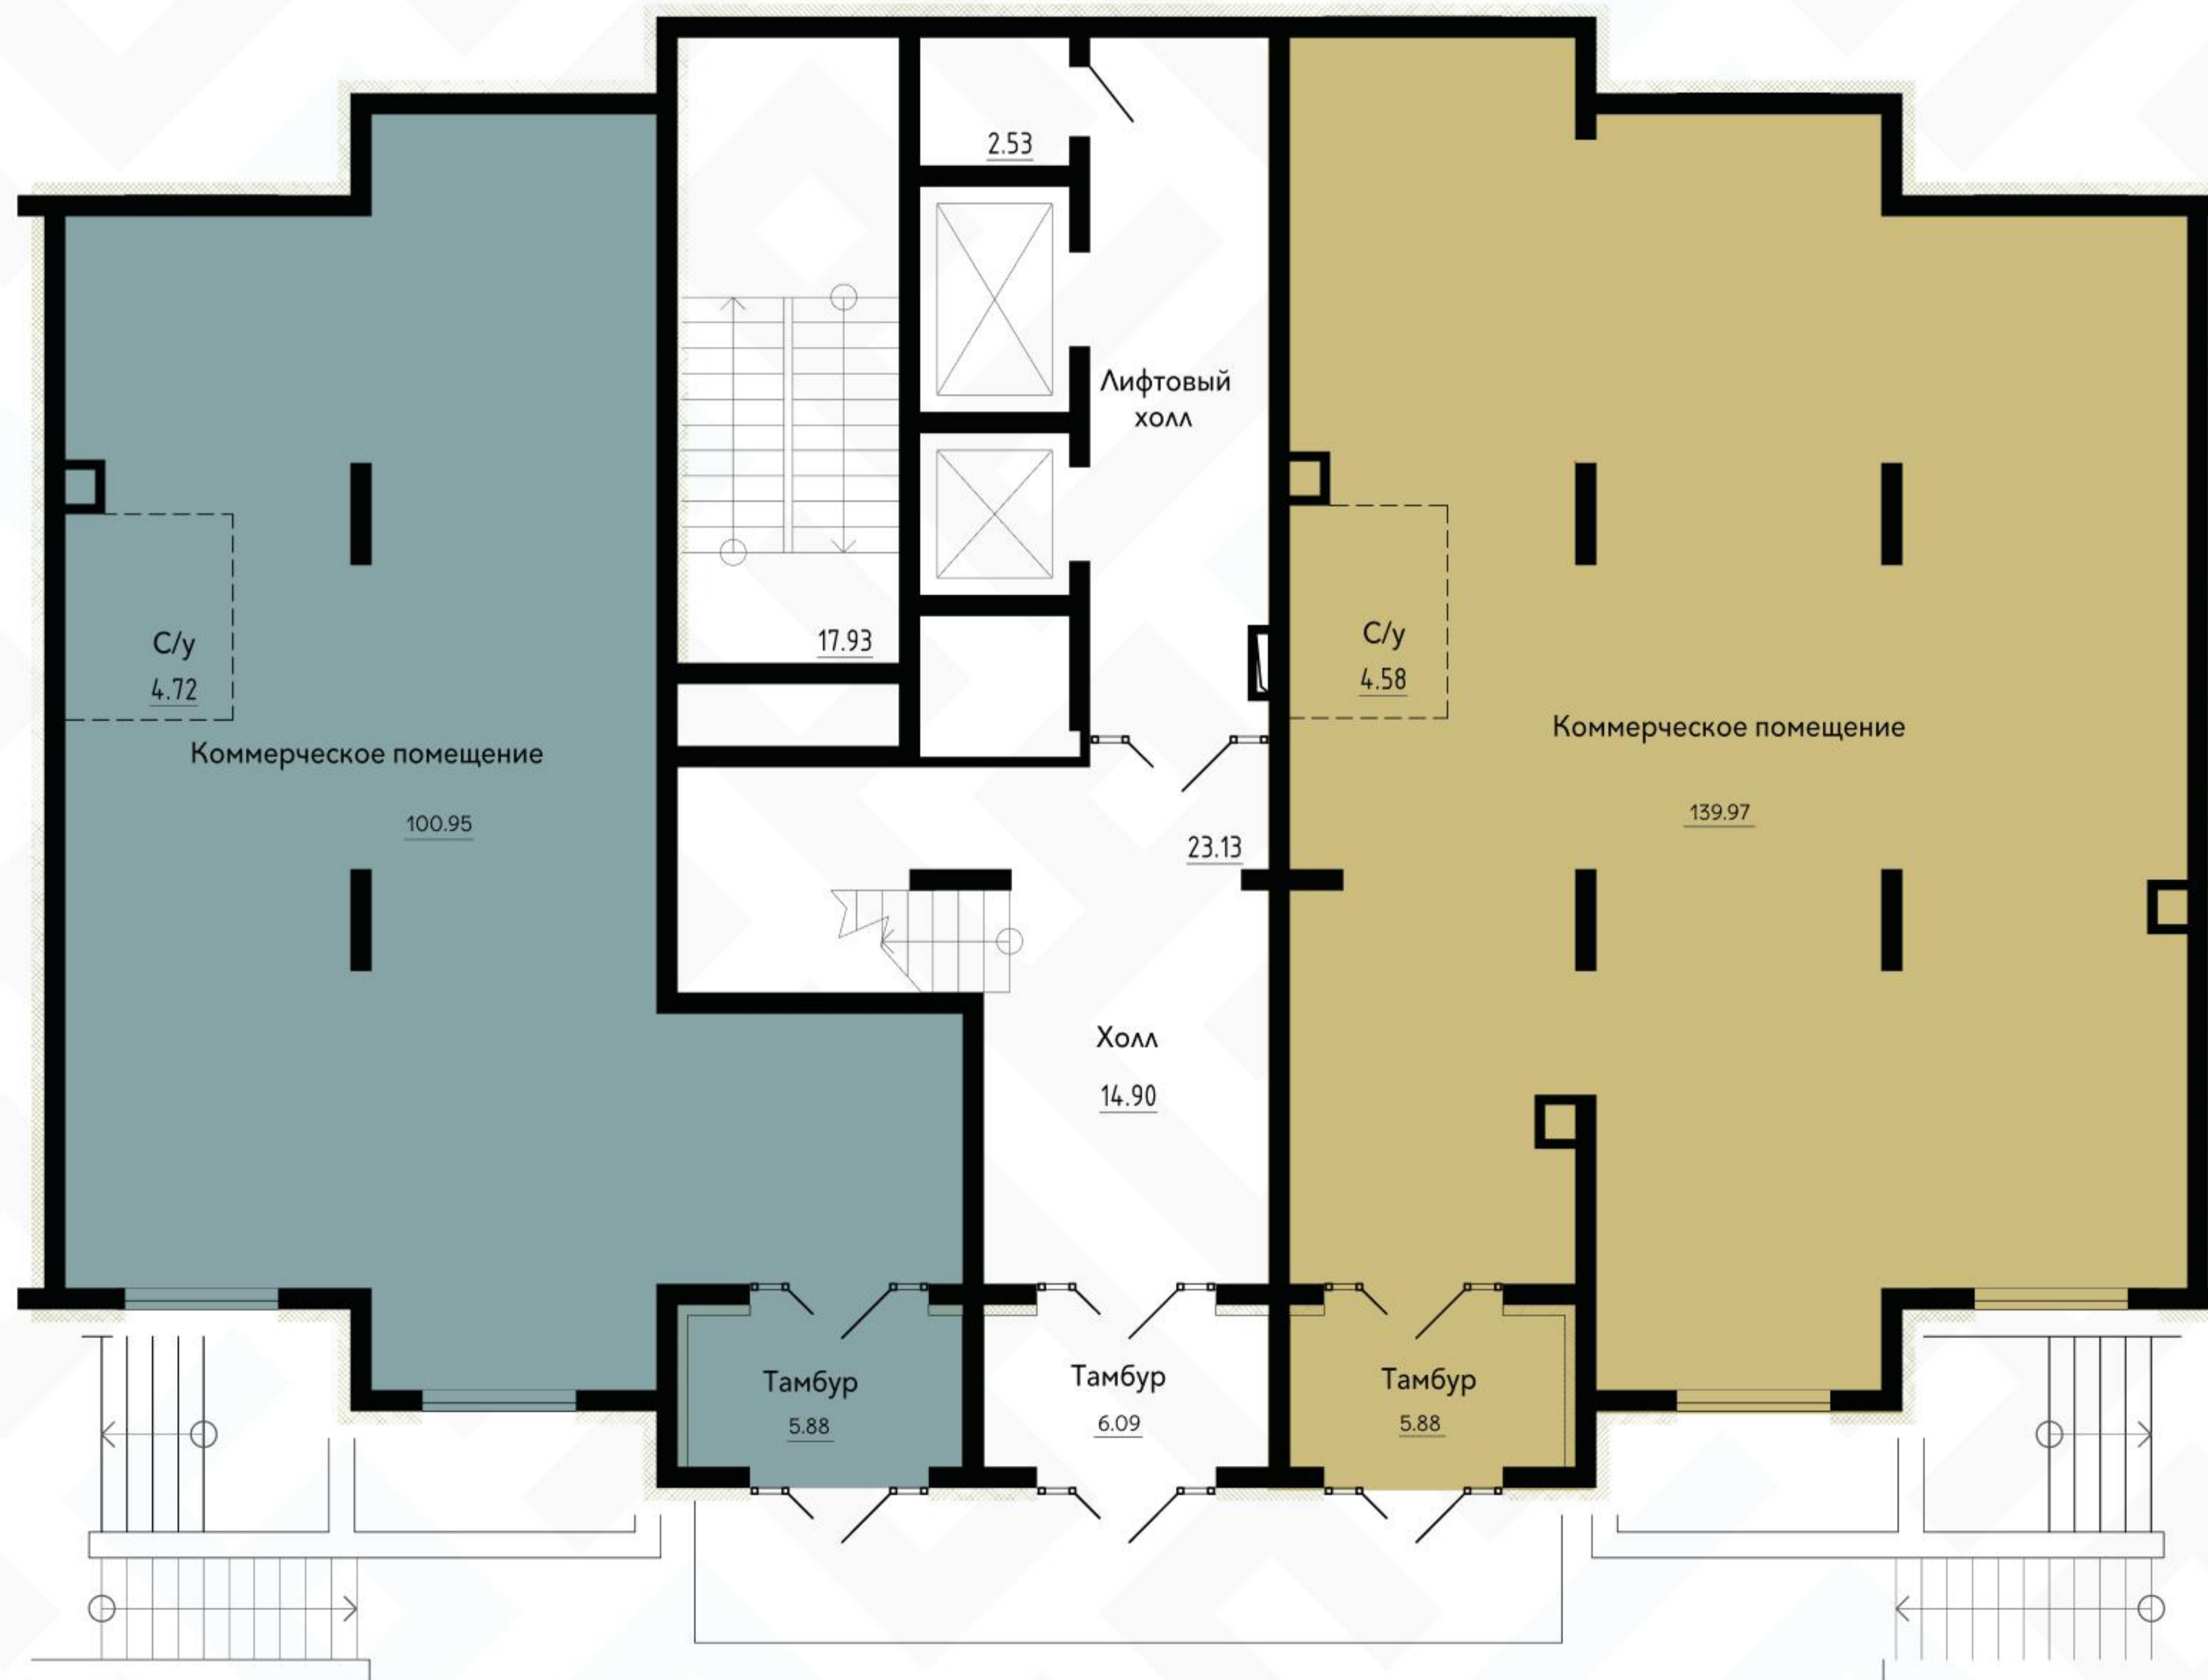 2.53
Лифтовый
холл
17.93
С/у
4.72
С/у
4.58
Коммерческое помещение
100.95
Коммерческое помещение
139.97
23.13
Холл
14.90
Тамбур
5.88
Тамбур
6.09
Тамбур
5.88